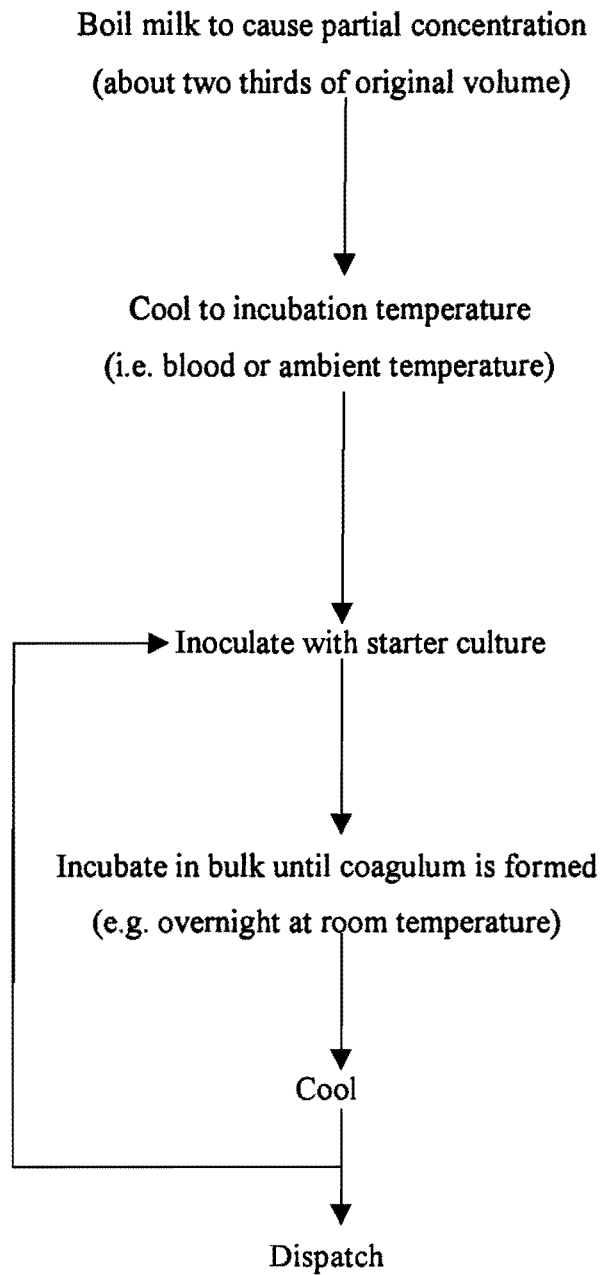 Boil milk to cause partial concentration
(about two thirds of original volume)
Cool to incubation temperature
(i.e. blood or ambient temperature)
Inoculate with starter culture
Incubate in bulk until coagulum is formed
(e.g. overnight at room temperature)
Cool
Dispatch